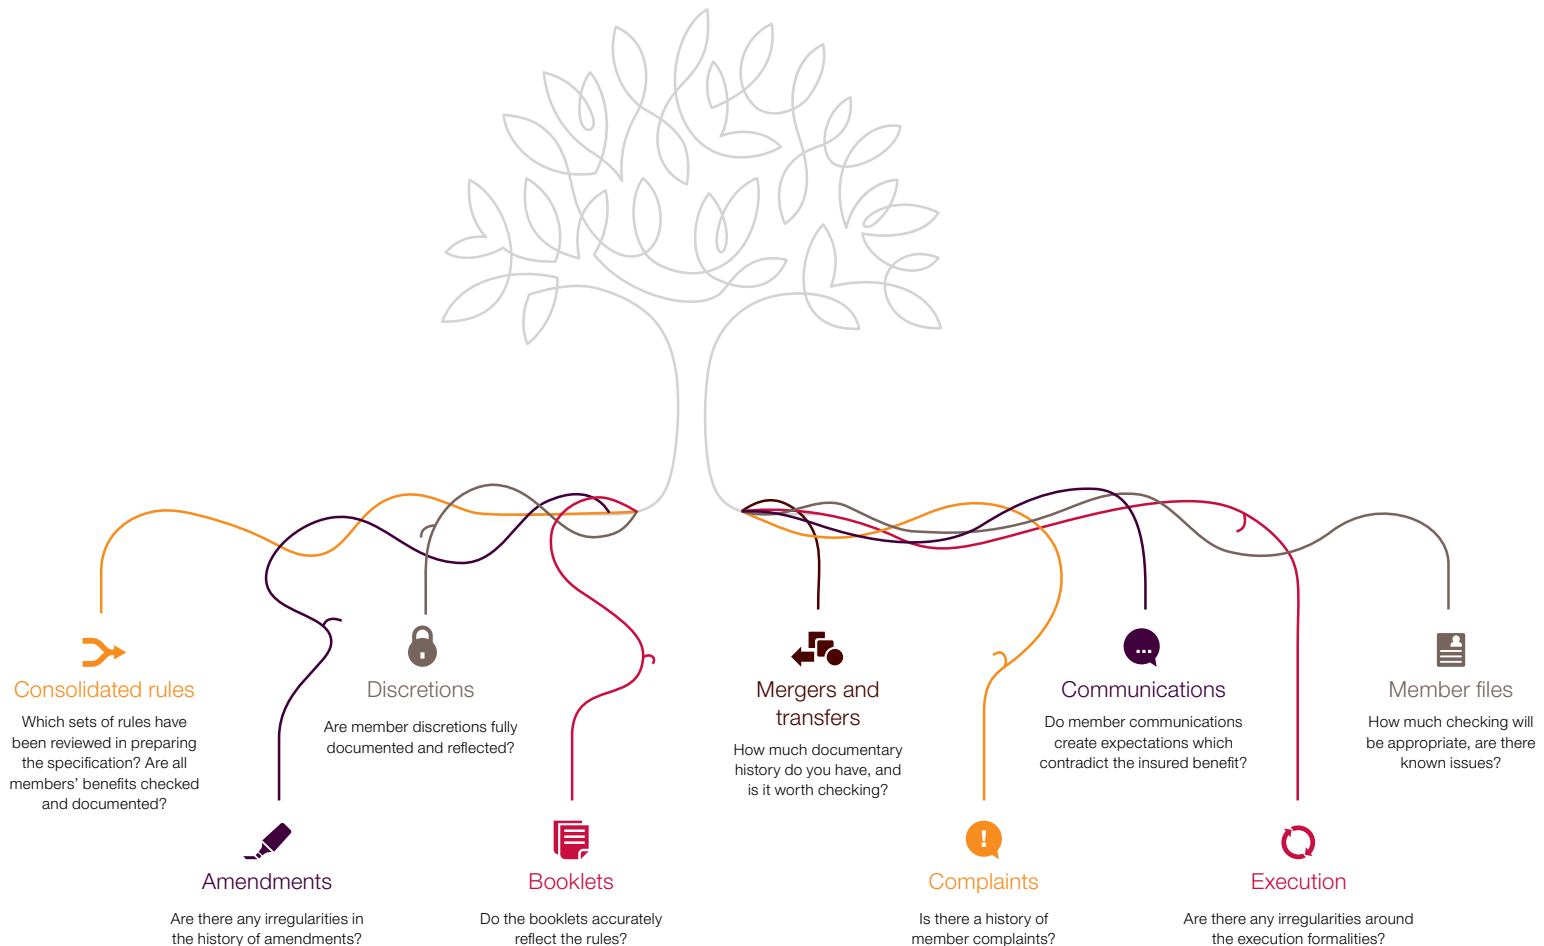 Consolidated rules
Which sets of rules have
been reviewed in preparing
the specification? Are all
members’ benefits checked
and documented?
Amendments
Are there any irregularities in
the history of amendments?
Discretions
Are member discretions fully
documented and reflected?
Booklets
Do the booklets accurately
reflect the rules?
Mergers and
transfers
How much documentary
history do you have, and
is it worth checking?
Complaints
Is there a history of
member complaints?
Communications
Do member communications
create expectations which
contradict the insured benefit?
Execution
Are there any irregularities around
the execution formalities?
Member files
How much checking will
be appropriate, are there
known issues?